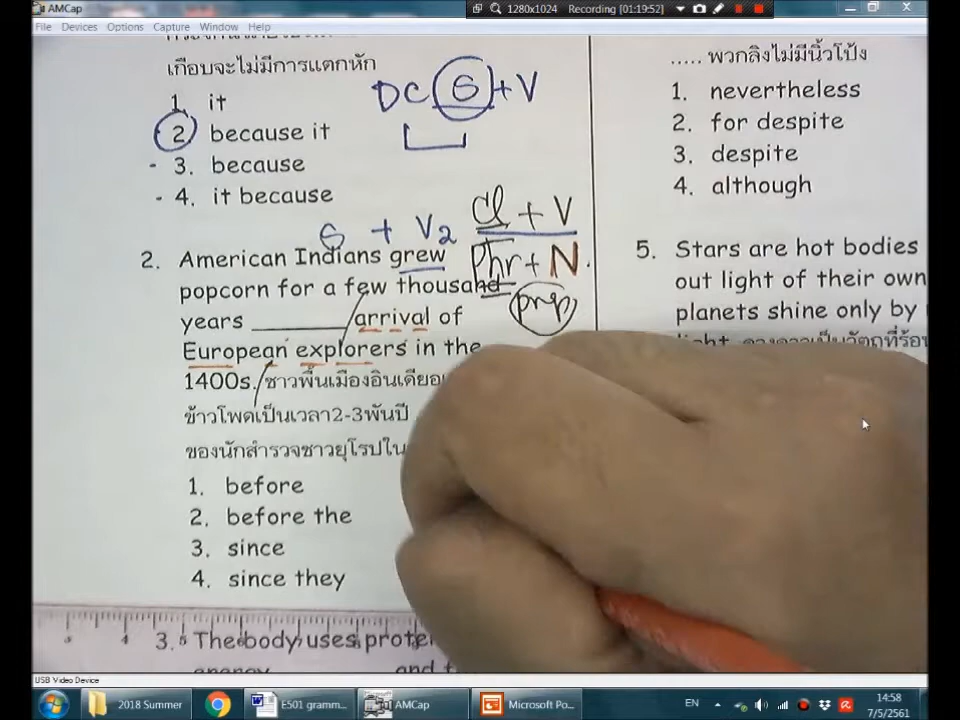 AMCap
1280x1024 Recording [01:19:52]
File Devices Options Capture Window Help
เกือบจะไม่มีการแตกหัก
1. it
2 because it
- 3. because
- 4. it because
DC S + V
S + V2
Cl + V
Phr + N.
prp
2. American Indians grew
popcorn for a few thousand
years ________ arrival of
European explorers in the
1400s. ชาวพื้นเมืองอินเดีย
ข้าวโพดเป็นเวลา2-3พันปี
ของนักสำรวจชาวยุโรปใน
1. before
2. before the
3. since
4. since they
3. The body uses prote
energy and
..... พวกลิงไม่มีนิ้วโป้ง
1. nevertheless
2. for despite
3. despite
4. although
5. Stars are hot bodies
out light of their own
planets shine only by
USB Video Device
2018 Summer
E501 gramm...
AMCap
Microsoft Po...
EN
14:58
7/5/2561